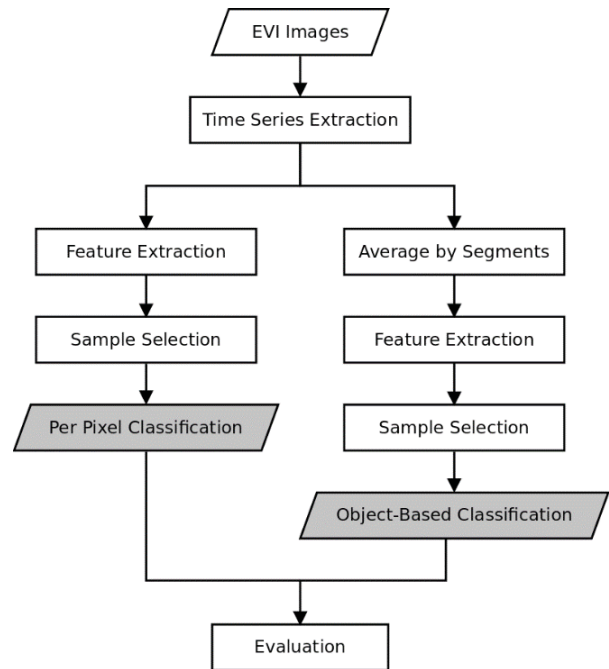 EVI Images
Time Series Extraction
Feature Extraction
Average by Segments
Sample Selection
Feature Extraction
Per Pixel Classification
Sample Selection
Object-Based Classification
Evaluation